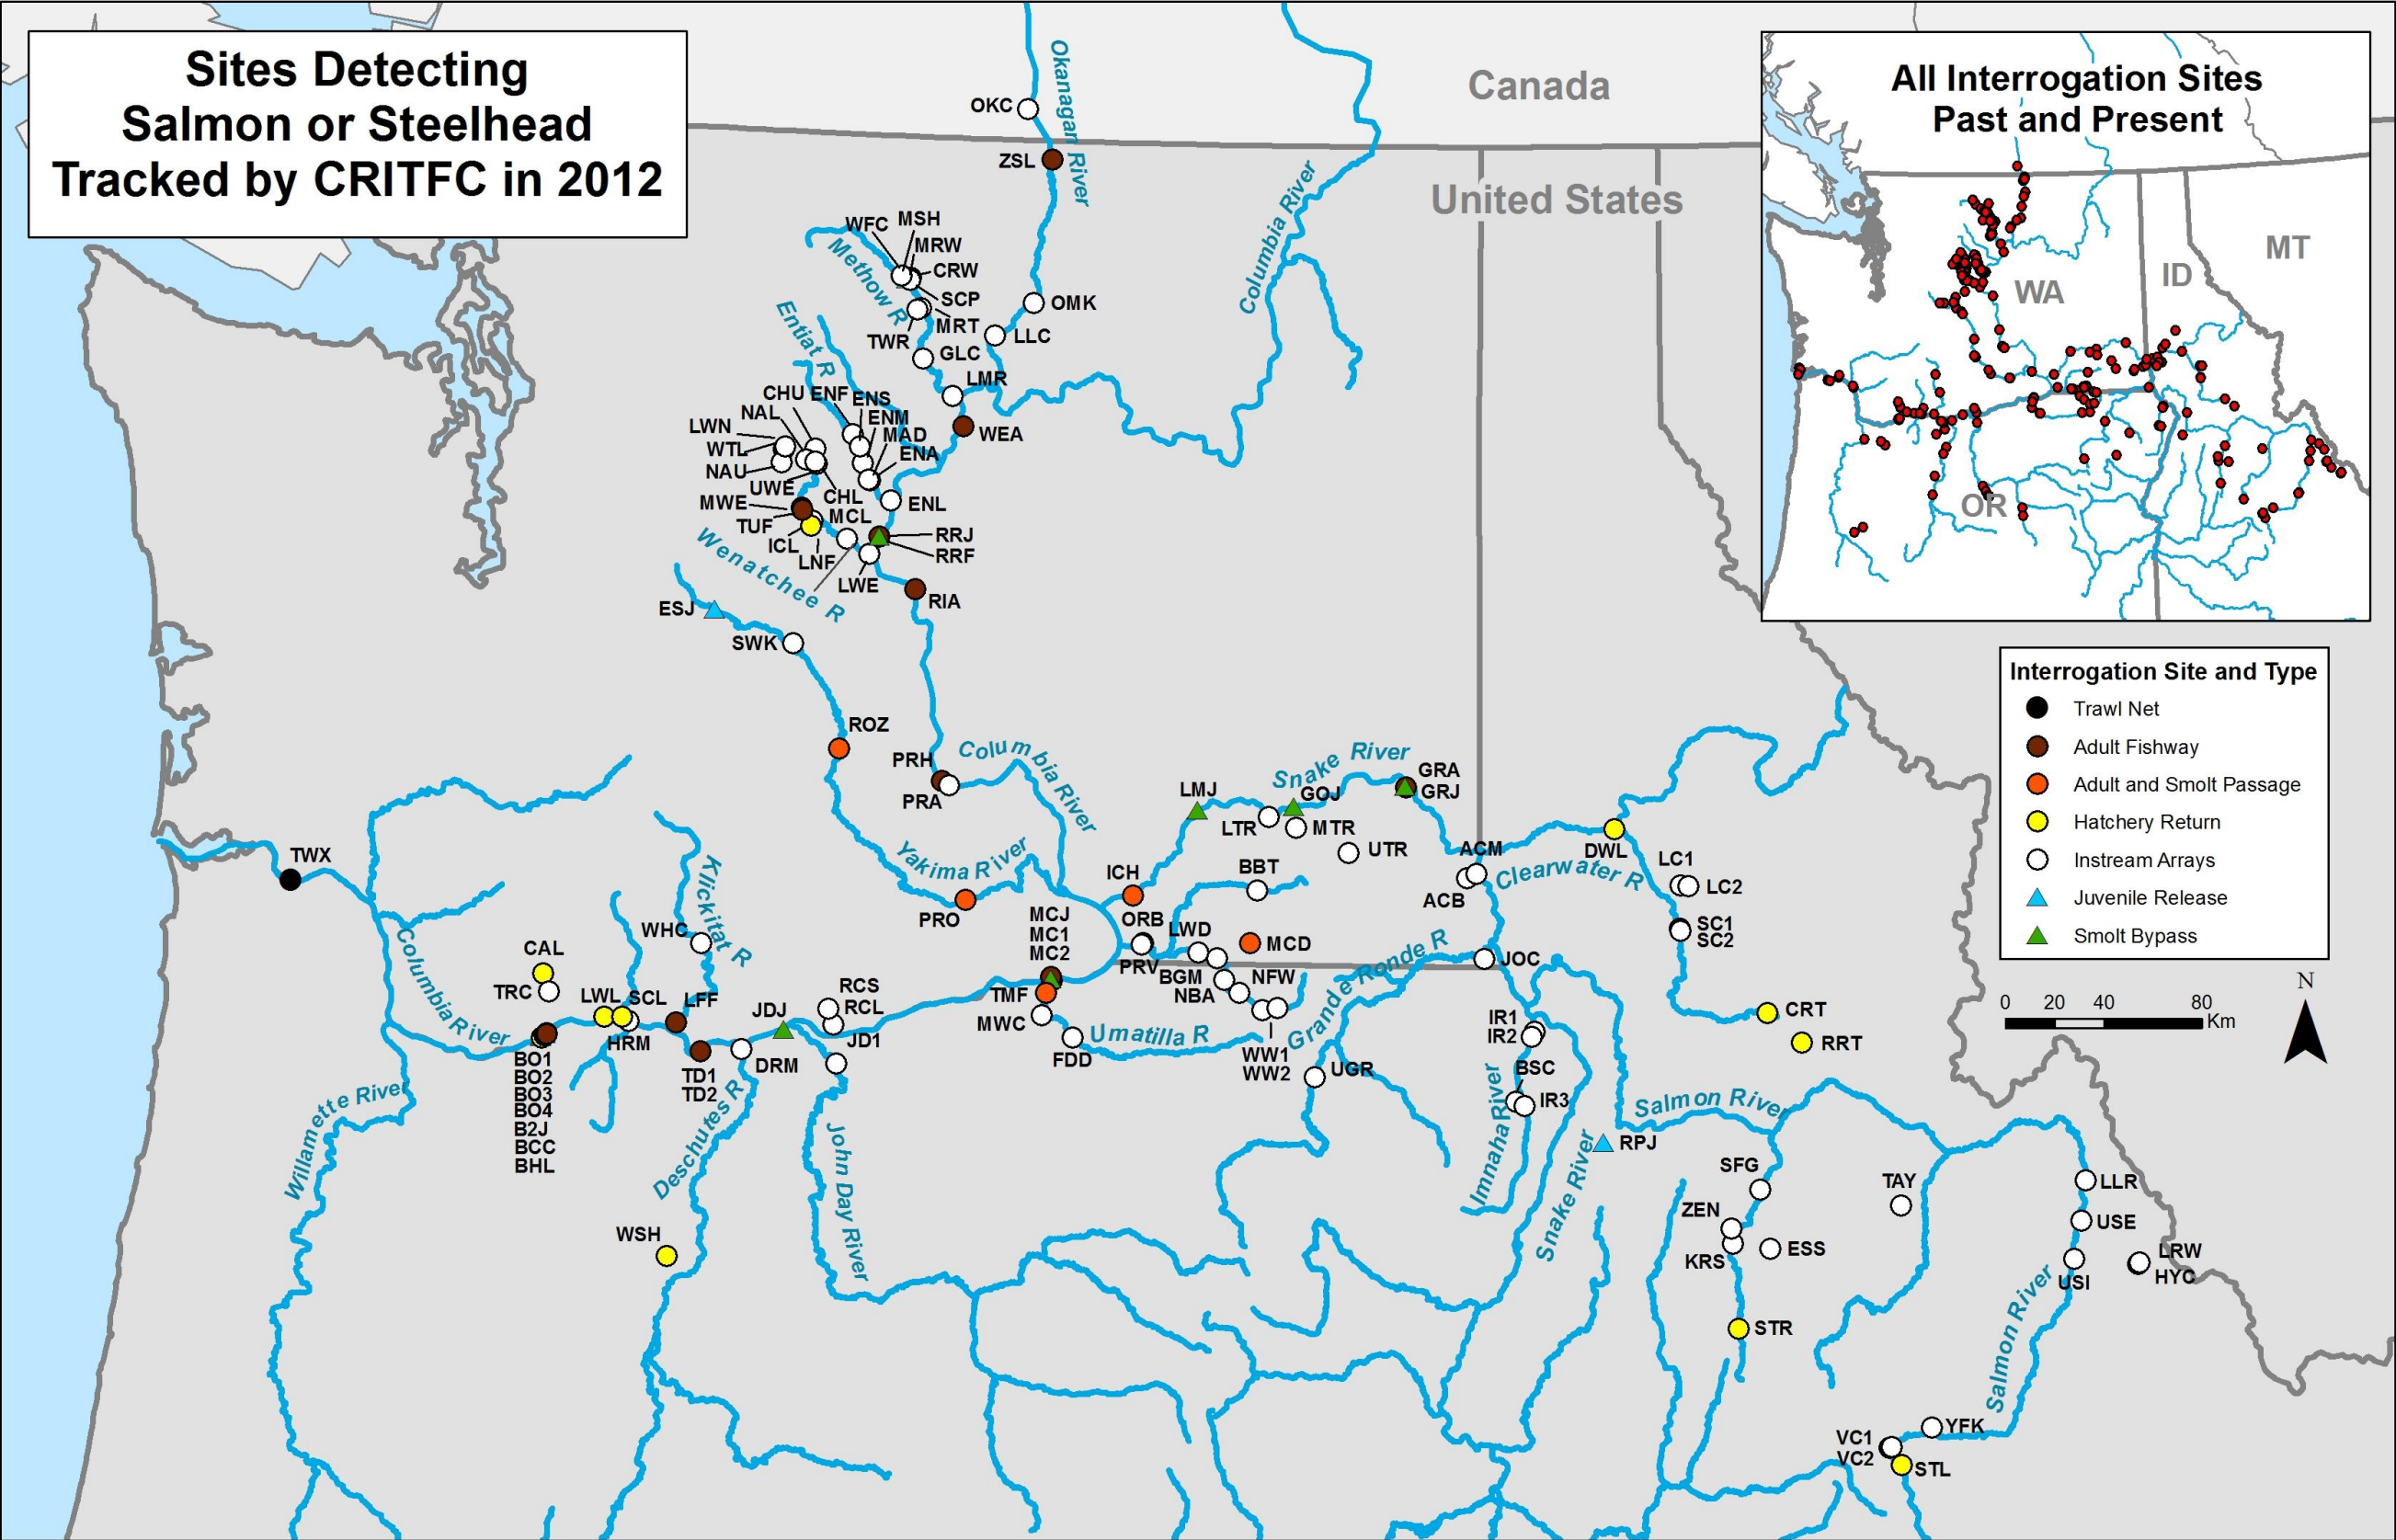 Sites Detecting
Salmon or Steelhead
Tracked by CRITFC in 2012
Canada
United States
All Interrogation Sites
Past and Present
WA
ID
MT
OR
Interrogation Site and Type
Trawl Net
Adult Fishway
Adult and Smolt Passage
Hatchery Return
Instream Arrays
Juvenile Release
Smolt Bypass
N
0 20 40 80
Km
Okanagan River
Columbia River
Methow R
Entiat R
Wenatchee R
Columbia River
Yakima River
Snake River
Clearwater R
Klickitat R
Columbia River
Umatilla R
Grande Ronde R
Willamette River
Deschutes R
John Day River
Imnaha River
Snake River
Salmon River
Salmon River
OKC
ZSL
WFC
MSH
MRW
CRW
SCP
MRT
TWR
GLC
OMK
LLC
LMR
WEA
CHU
ENF
ENS
ENM
MAD
ENA
NAL
LWN
WTL
NAU
UWE
CHL
ENL
MWE
MCL
TUF
ICL
LNF
LWE
RRJ
RRF
RIA
ESJ
SWK
ROZ
PRH
PRA
LMJ
LTR
GOJ
MTR
GRA
GRJ
UTR
ACM
ACB
DWL
LC1
LC2
SC1
SC2
TWX
ICH
BBT
PRO
MCJ
MC1
MC2
ORB
PRV
LWD
MCD
BGM
NBA
NFW
JOC
WHC
CAL
TRC
LWL
SCL
HRM
LFF
JDJ
RCS
RCL
JD1
TMF
MWC
FDD
WW1
WW2
UGR
IR1
IR2
BSC
IR3
CRT
RRT
BO1
BO2
BO3
BO4
B2J
BCC
BHL
TD1
TD2
DRM
WSH
RPJ
SFG
ZEN
KRS
ESS
STR
TAY
LLR
USE
USI
LRW
HYC
YFK
VC1
VC2
STL